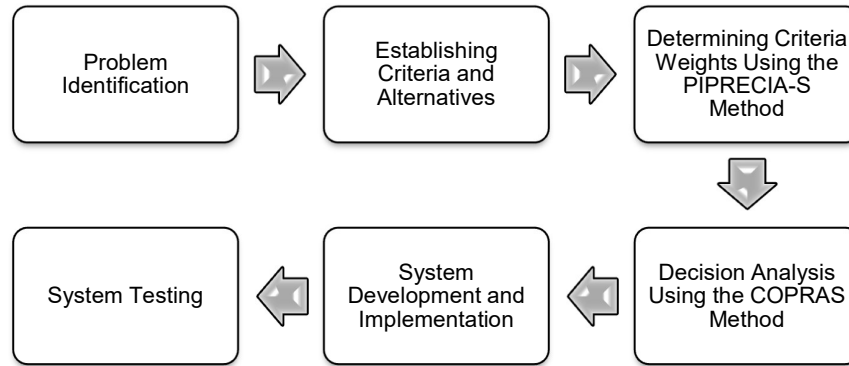 Problem
Identification
Establishing
Criteria and
Alternatives
Determining Criteria
Weights Using the
PIPRECIA-S
Method
Decision Analysis
Using the COPRAS
Method
System
Development and
Implementation
System Testing